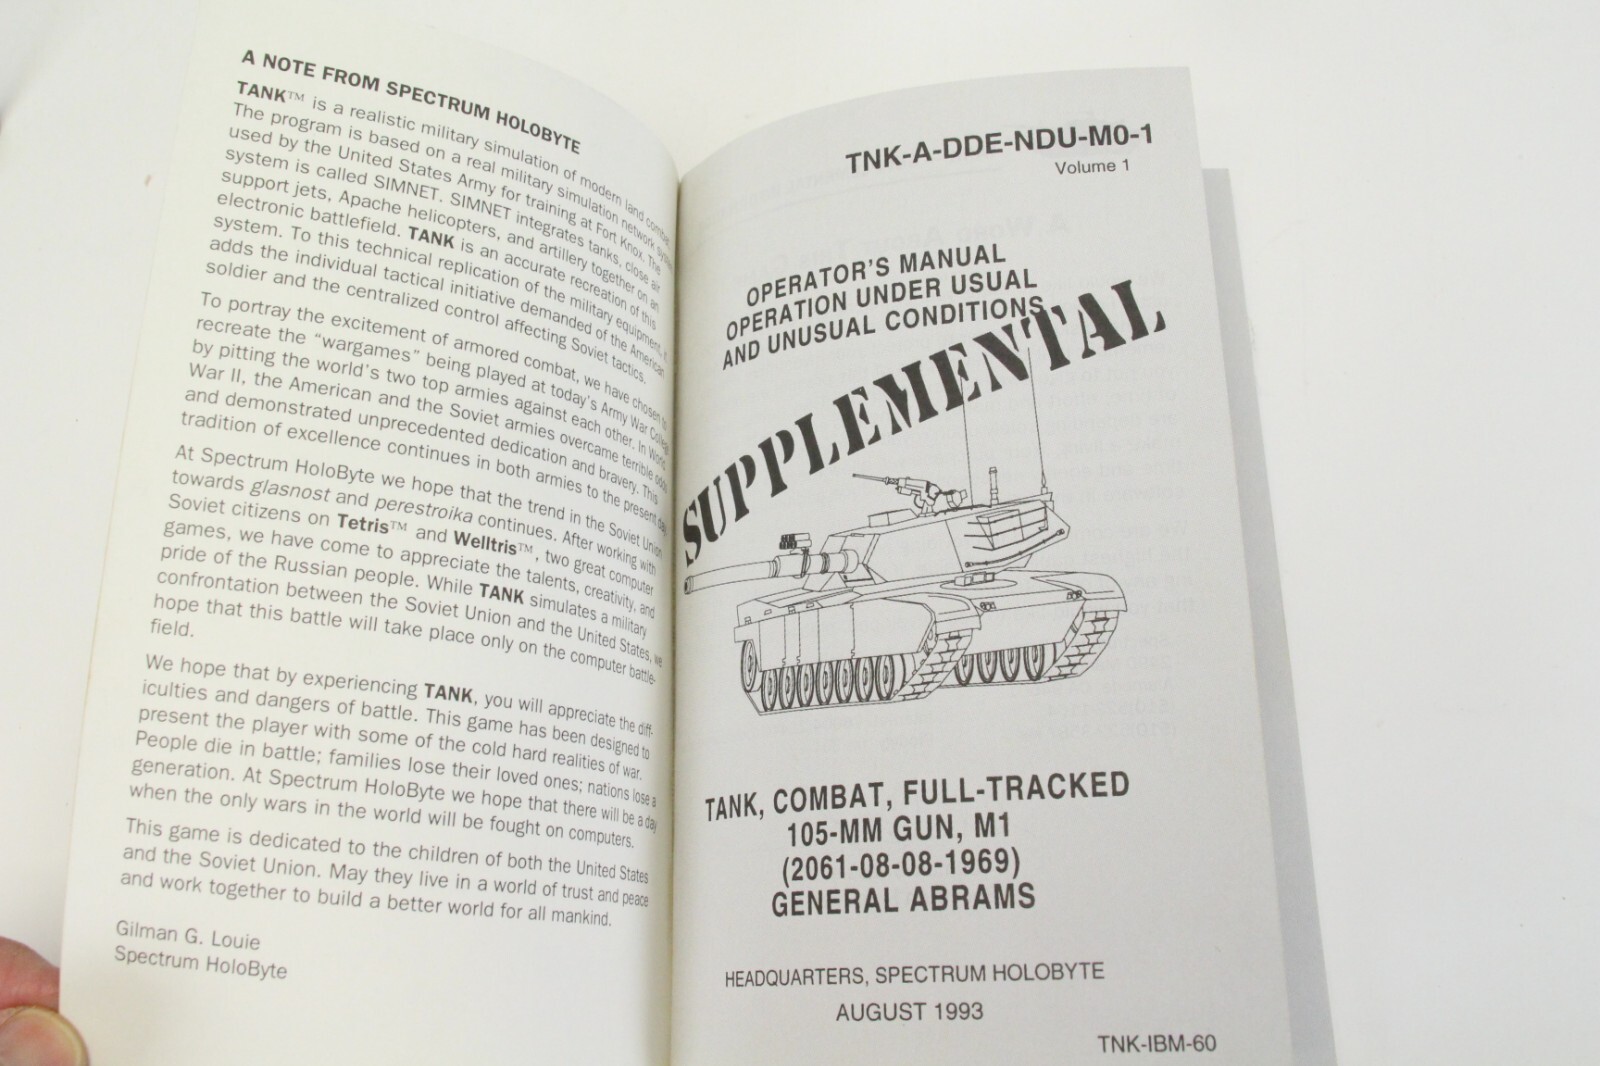 A NOTE FROM SPECTRUM HOLOBYTE
TANK™ is a realistic military simulation of modern land combat.
The program is based on a real military simulation network system
used by the United States Army for training at Fort Knox. The
system is called SIMNET. SIMNET integrates tanks, close air
support jets, Apache helicopters, and artillery together on an
electronic battlefield. TANK is an accurate recreation of this
system. To this technical replication of the military equipment, it
adds the individual tactical initiative demanded of the American
soldier and the centralized control affecting Soviet tactics.
To portray the excitement of armored combat, we have chosen to
recreate the "wargames" being played at today's Army War College
by pitting the world's two top armies against each other. In World
War II, the American and the Soviet armies overcame terrible odds
and demonstrated unprecedented dedication and bravery. This
tradition of excellence continues in both armies to the present day.
At Spectrum HoloByte we hope that the trend in the Soviet Union
towards glasnost and perestroika continues. After working with
Soviet citizens on Tetris™ and Welltris™, two great computer
games, we have come to appreciate the talents, creativity, and
pride of the Russian people. While TANK simulates a military
confrontation between the Soviet Union and the United States, we
hope that this battle will take place only on the computer battle-
field.
We hope that by experiencing TANK, you will appreciate the diff-
iculties and dangers of battle. This game has been designed to
present the player with some of the cold hard realities of war.
People die in battle; families lose their loved ones; nations lose a
generation. At Spectrum HoloByte we hope that there will be a day
when the only wars in the world will be fought on computers.
This game is dedicated to the children of both the United States
and the Soviet Union. May they live in a world of trust and peace
and work together to build a better world for all mankind.
Gilman G. Louie
Spectrum HoloByte
TNK-A-DDE-NDU-M0-1
Volume 1
OPERATOR'S MANUAL
OPERATION UNDER USUAL
AND UNUSUAL CONDITIONS
SUPPLEMENTAL
TANK, COMBAT, FULL-TRACKED
105-MM GUN, M1
(2061-08-08-1969)
GENERAL ABRAMS
HEADQUARTERS, SPECTRUM HOLOBYTE
AUGUST 1993
TNK-IBM-60